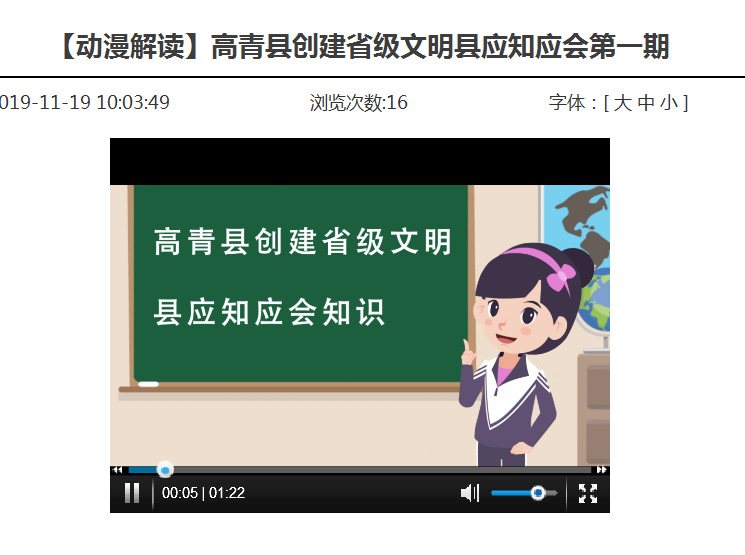 【动漫解读】高青县创建省级文明县应知应会第一期
019-11-19 10:03:49 浏览次数:16 字体：[ 大 中 小 ]
高青县创建省级文明
县应知应会知识
00:05 | 01:22